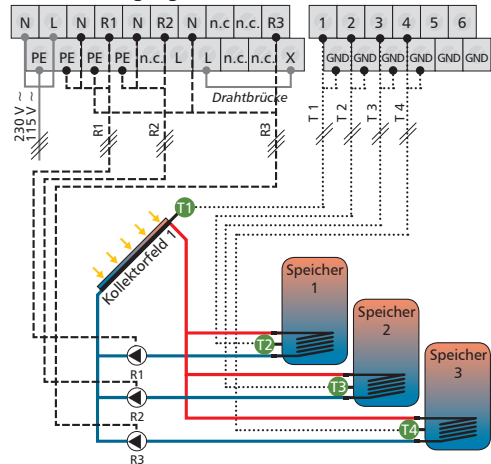 N L N R1 N R2 N n.c n.c. R3
PE PE PE PE n.c. L L n.c. n.c. X
1 2 3 4 5 6
GND GND GND GND GND GND
Drahtbrücke
230 V ~
115 V ~
R1
R2
R3
T 1
T 2
T 3
T 4
T1
Kollektorfeld 1
Speicher
1
T2
Speicher
2
T3
Speicher
3
T4
R1
R2
R3